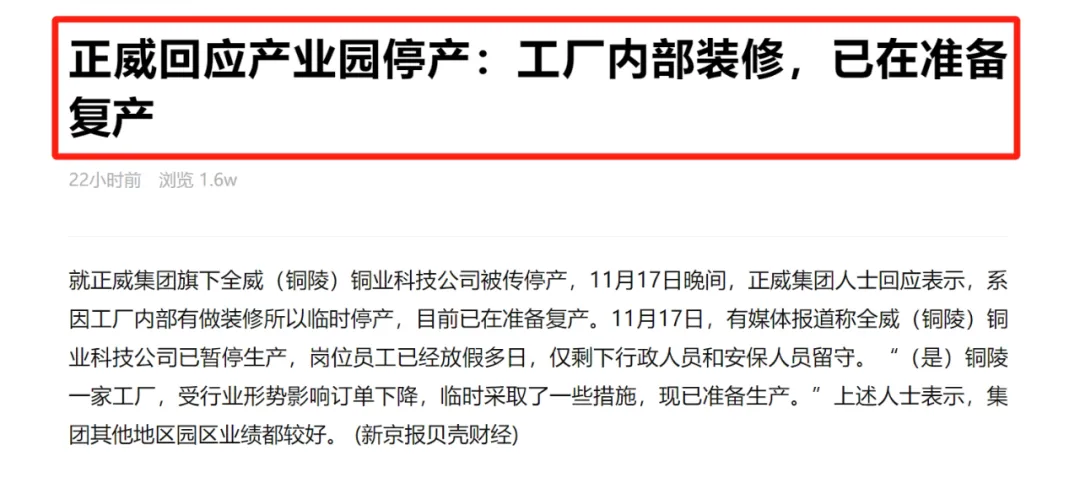 正威回应产业园停产：工厂内部装修，已在准备
复产
22小时前 浏览 1.6w
就正威集团旗下全威（铜陵）铜业科技公司被传停产，11月17日晚间，正威集团人士回应表示，系
因工厂内部有做装修所以临时停产，目前已在准备复产。11月17日，有媒体报道称全威（铜陵）铜
业科技公司已暂停生产，岗位员工已经放假多日，仅剩下行政人员和安保人员留守。“（是）铜陵
一家工厂，受行业形势影响订单下降，临时采取了一些措施，现已准备生产。”上述人士表示，集
团其他地区园区业绩都较好。 (新京报贝壳财经)